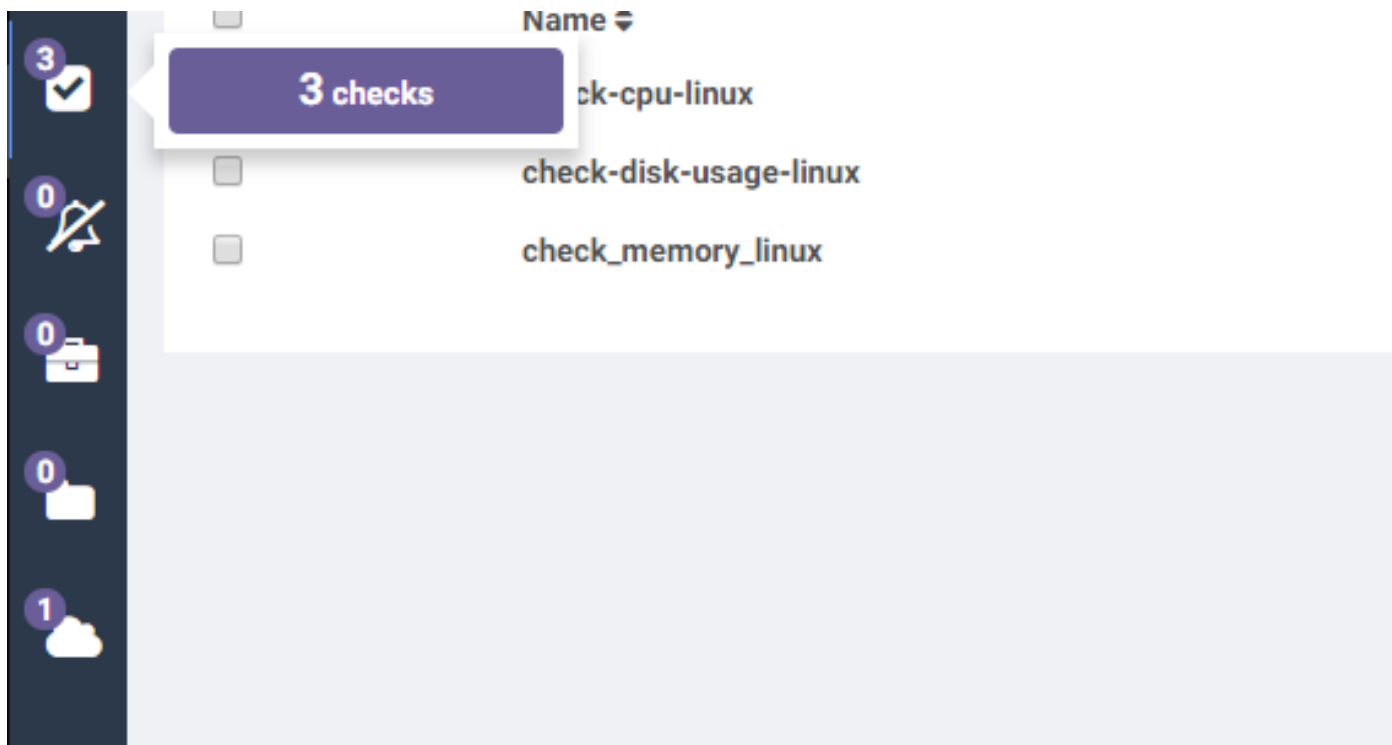 Name
3
3 checks
ck-cpu-linux
check-disk-usage-linux
0
check_memory_linux
0
0
1